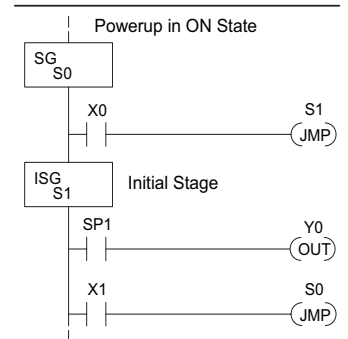 Powerup in ON State
SG
S0
X0 S1
JMP
ISG
S1
Initial Stage
SP1 Y0
OUT
X1 S0
JMP